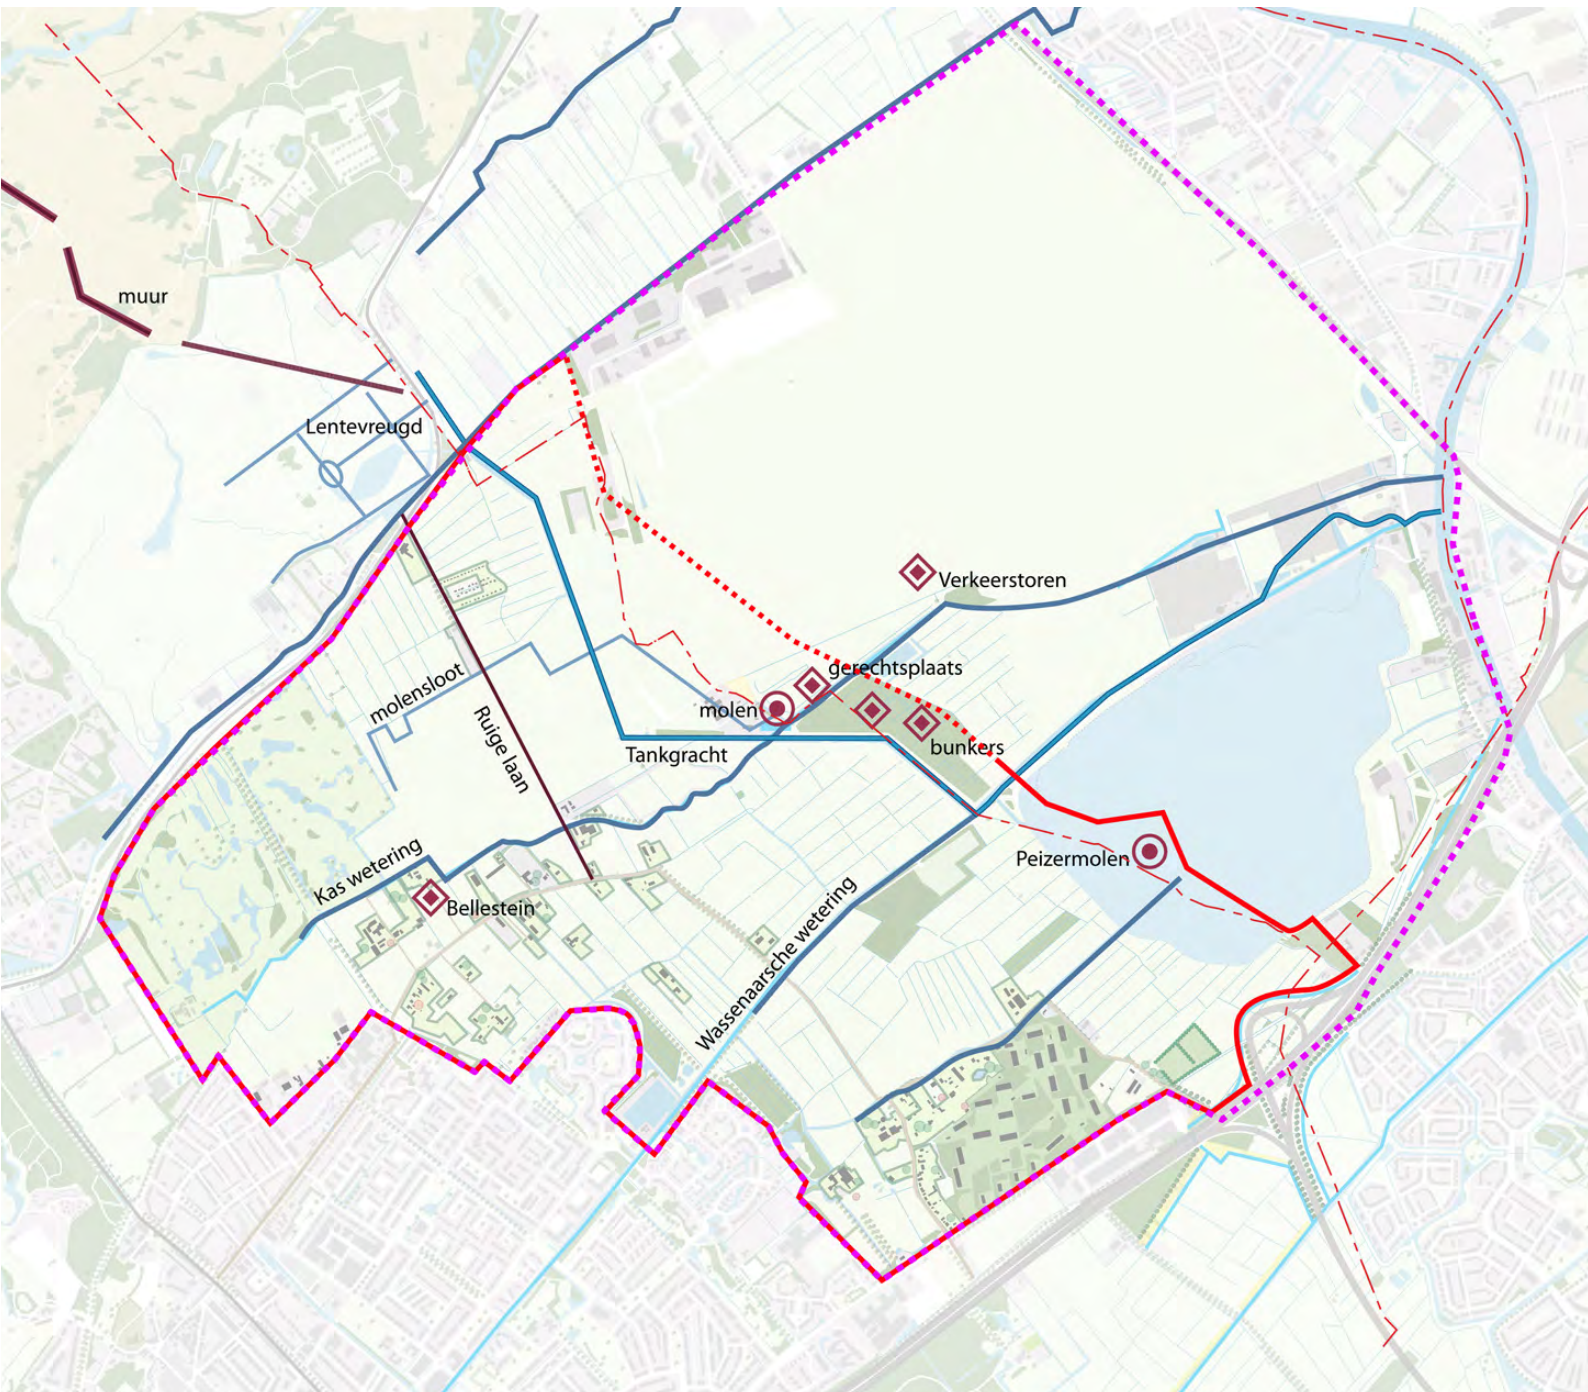 muur
Lentevreugd
Verkeerstoren
gerechtsplaats
molensloot
molen
Ruige laan
bunkers
Tankgracht
Peizermolen
Kas wetering
Bellestein
Wassenaarsche wetering